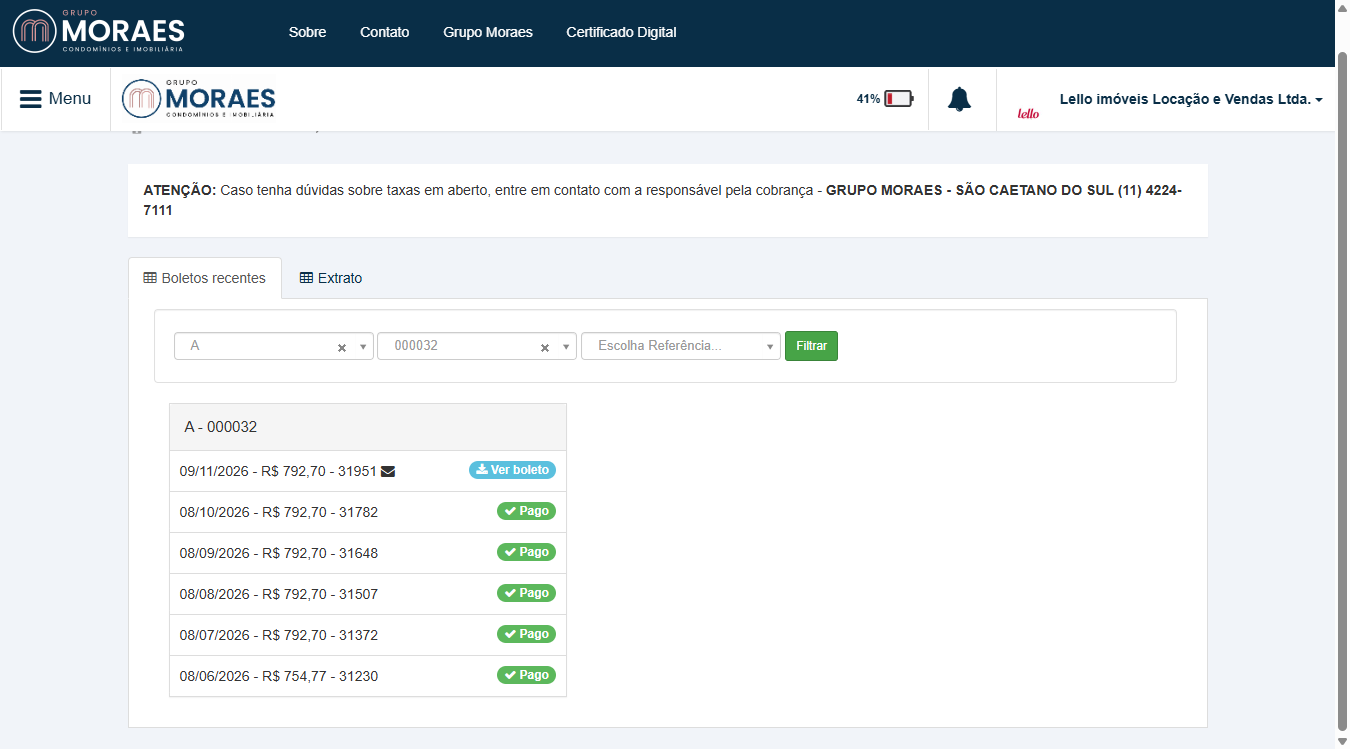 GRUPO
MORAES
CONDOMÍNIOS E IMOBILIÁRIA
Sobre
Contato
Grupo Moraes
Certificado Digital
Menu
GRUPO
MORAES
CONDOMÍNIOS E IMOBILIÁRIA
41%
lello
Lello imóveis Locação e Vendas Ltda.
ATENÇÃO: Caso tenha dúvidas sobre taxas em aberto, entre em contato com a responsável pela cobrança - GRUPO MORAES - SÃO CAETANO DO SUL (11) 4224-
7111
Boletos recentes
Extrato
A
000032
Escolha Referência...
Filtrar
A - 000032
09/11/2026 - R$ 792,70 - 31951
Ver boleto
08/10/2026 - R$ 792,70 - 31782
Pago
08/09/2026 - R$ 792,70 - 31648
Pago
08/08/2026 - R$ 792,70 - 31507
Pago
08/07/2026 - R$ 792,70 - 31372
Pago
08/06/2026 - R$ 754,77 - 31230
Pago